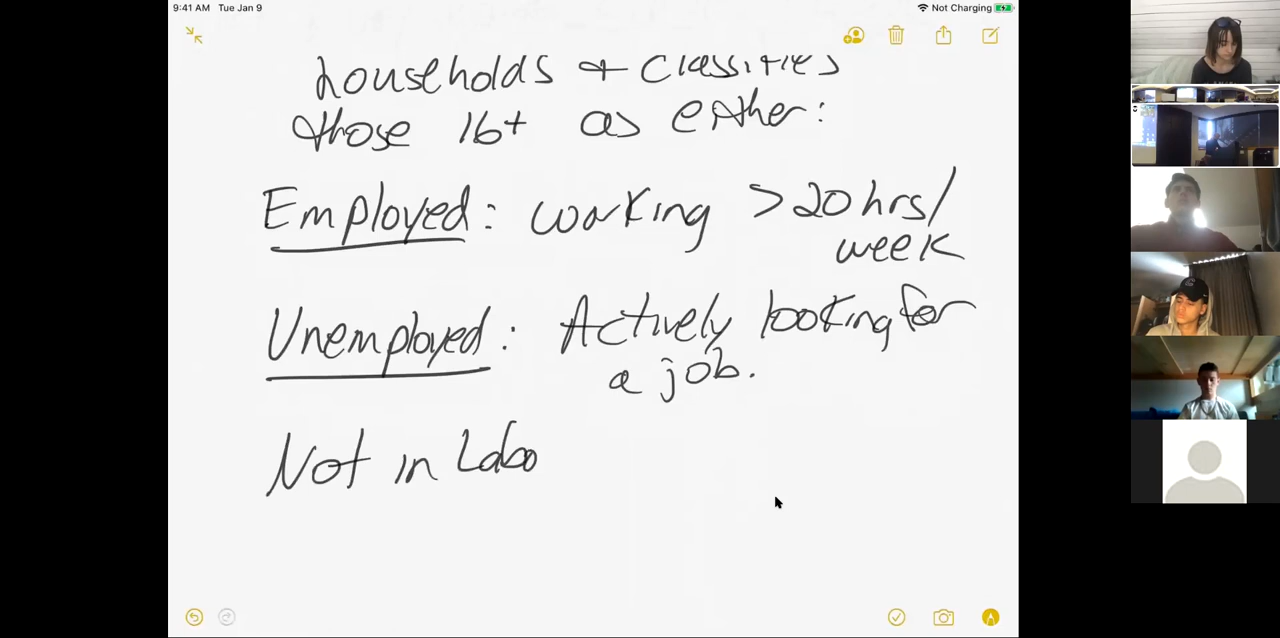 9:41 AM Tue Jan 9
Not Charging
households + classifies
those 16+ as either:
Employed: working >20 hrs/
week
Unemployed: Actively looking for
a job.
Not in Labo